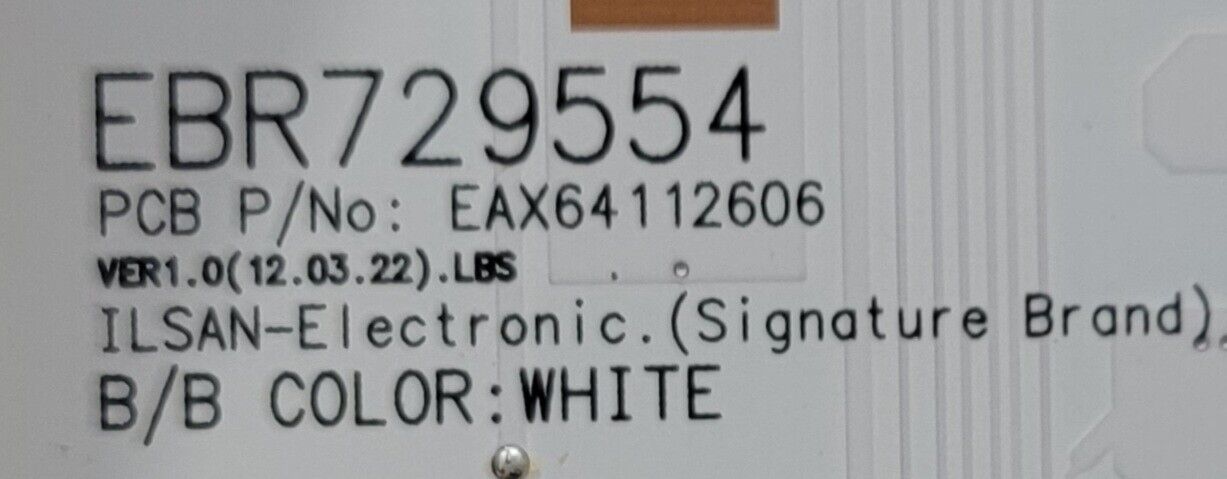 EBR729554
PCB P/No: EAX64112606
VER1.0(12.03.22).LBS
ILSAN-Electronic.(Signature Brand)
B/B COLOR:WHITE